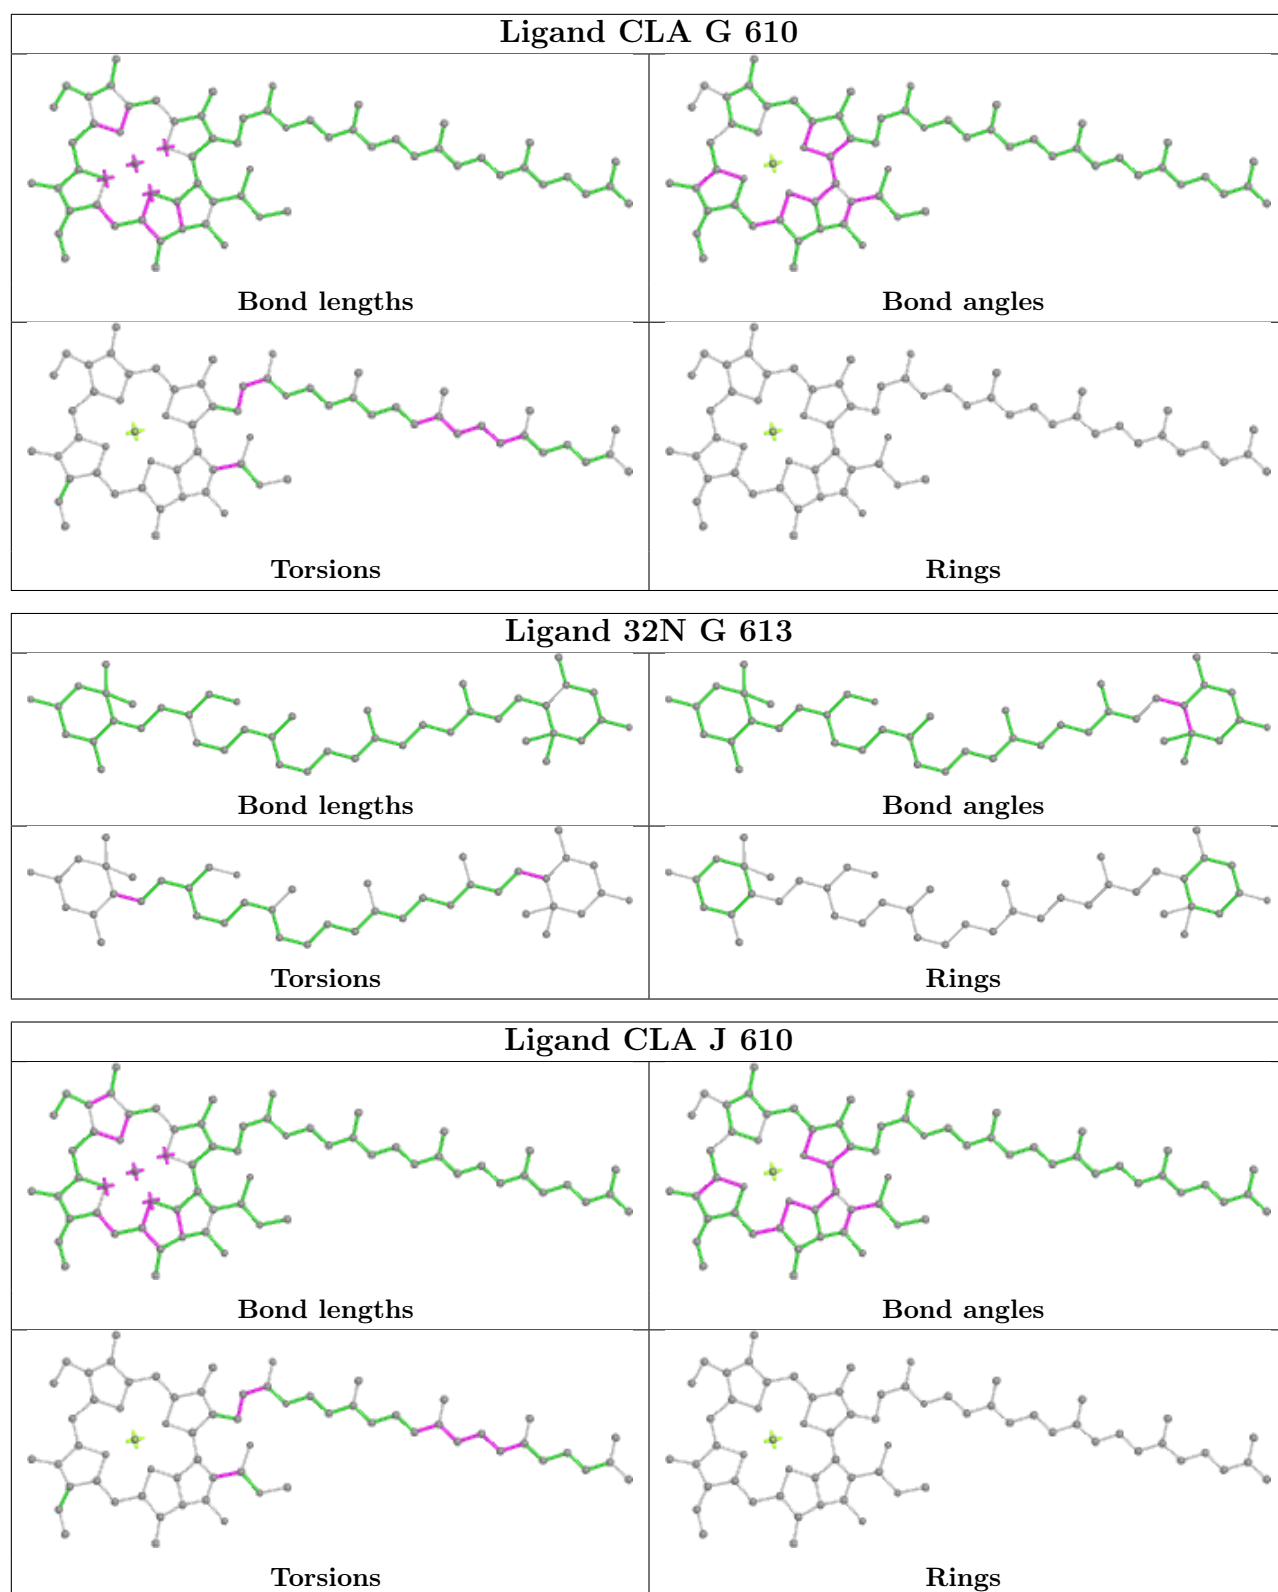 Ligand CLA G 610
Bond lengths
Bond angles
Torsions
Rings
Ligand 32N G 613
Bond lengths
Bond angles
Torsions
Rings
Ligand CLA J 610
Bond lengths
Bond angles
Torsions
Rings